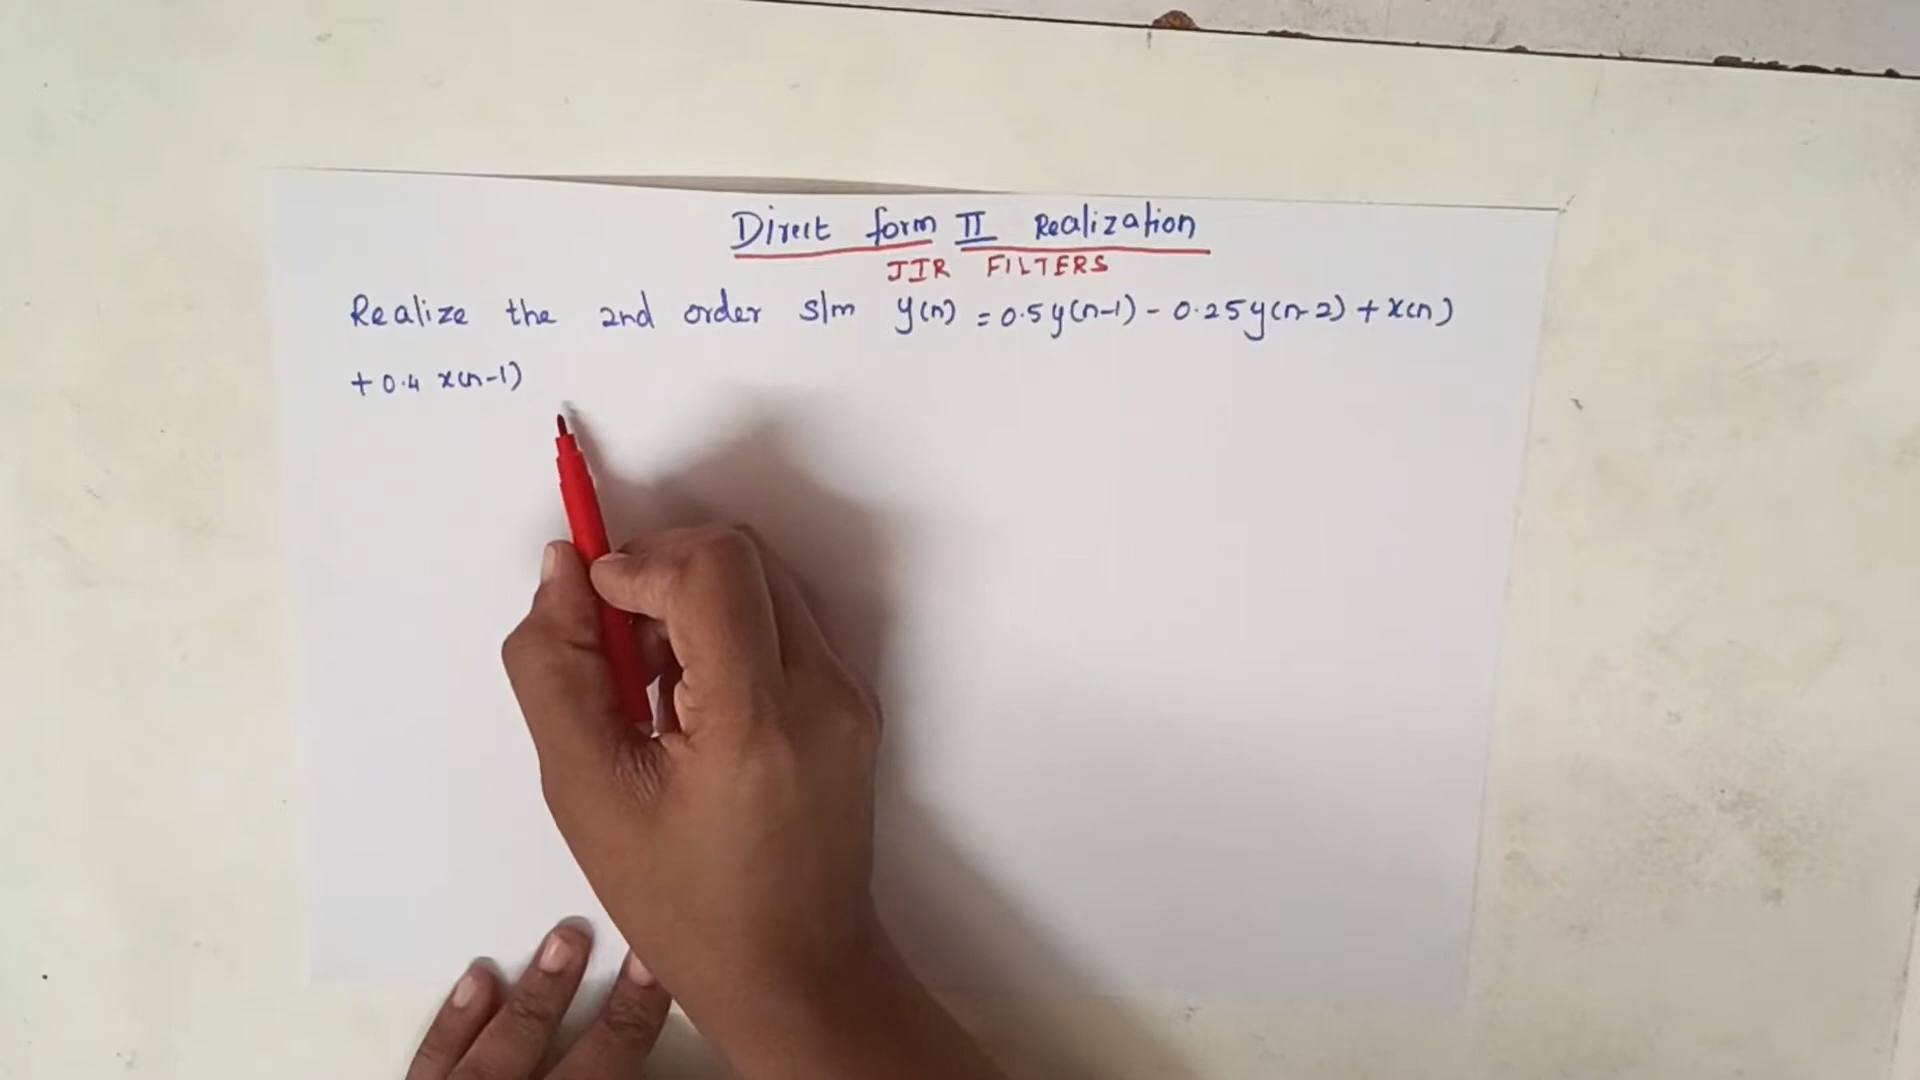 Direct form II Realization
IIR FILTERS
Realize the 2nd order s/m y(n) = 0.5y(n-1) - 0.25y(n-2) + x(n)
+ 0.4 x(n-1)